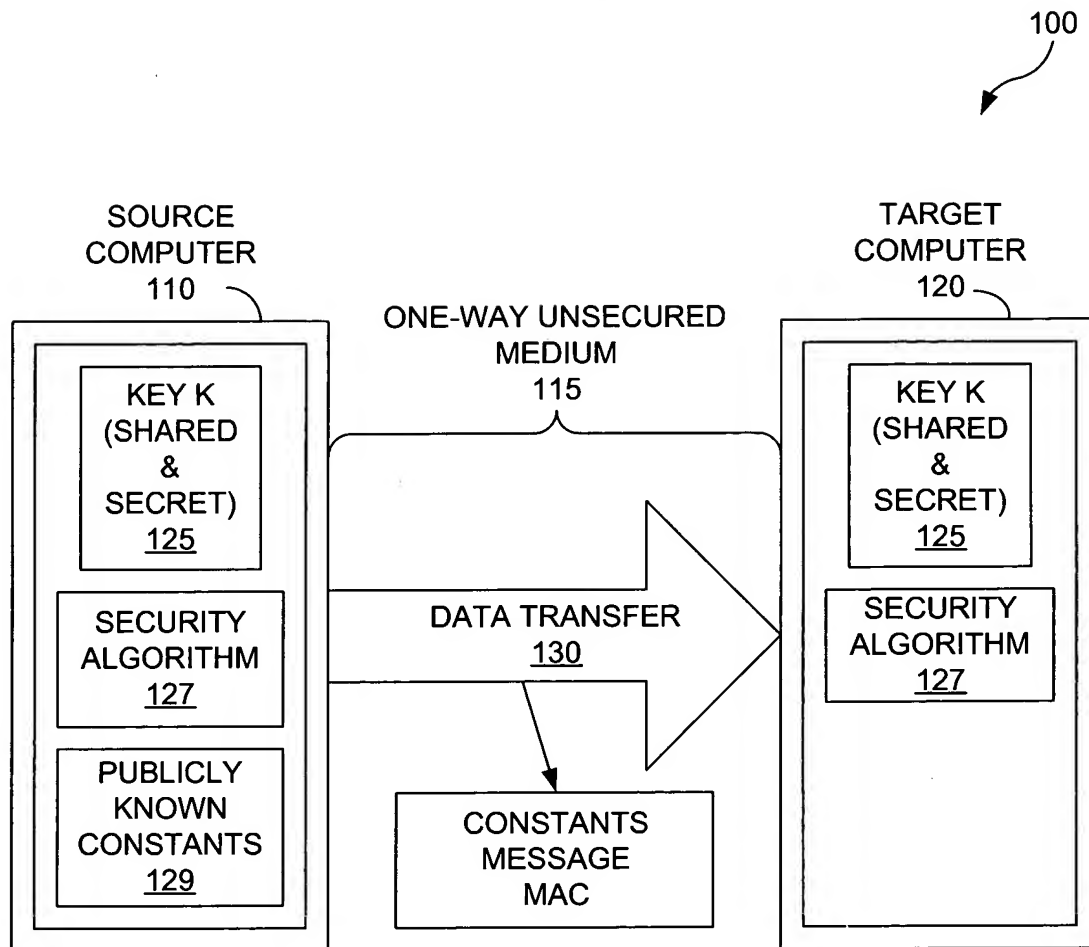 100
SOURCE
COMPUTER
110
TARGET
COMPUTER
120
ONE-WAY UNSECURED
MEDIUM
115
KEY K
(SHARED
&
SECRET)
125
SECURITY
ALGORITHM
127
PUBLICLY
KNOWN
CONSTANTS
129
DATA TRANSFER
130
CONSTANTS
MESSAGE
MAC
KEY K
(SHARED
&
SECRET)
125
SECURITY
ALGORITHM
127